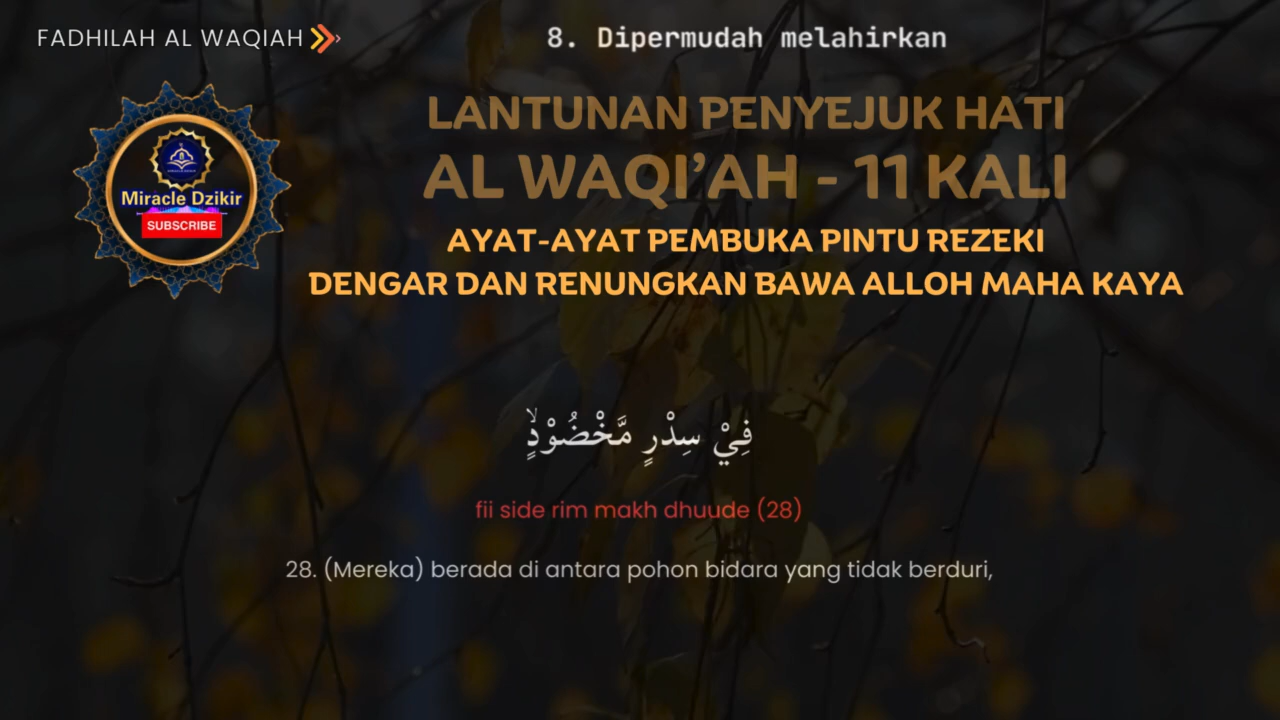 FADHILAH AL WAQIAH
8. Dipermudah melahirkan
LANTUNAN PENYEJUK HATI
AL WAQI'AH - 11 KALI
AYAT-AYAT PEMBUKA PINTU REZEKI
DENGAR DAN RENUNGKAN BAWA ALLOH MAHA KAYA
Miracle Dzikir
SUBSCRIBE
فِيْ سِدْرٍ مَّخْضُوْدٍۙ
fii side rim makh dhuude (28)
28. (Mereka) berada di antara pohon bidara yang tidak berduri,